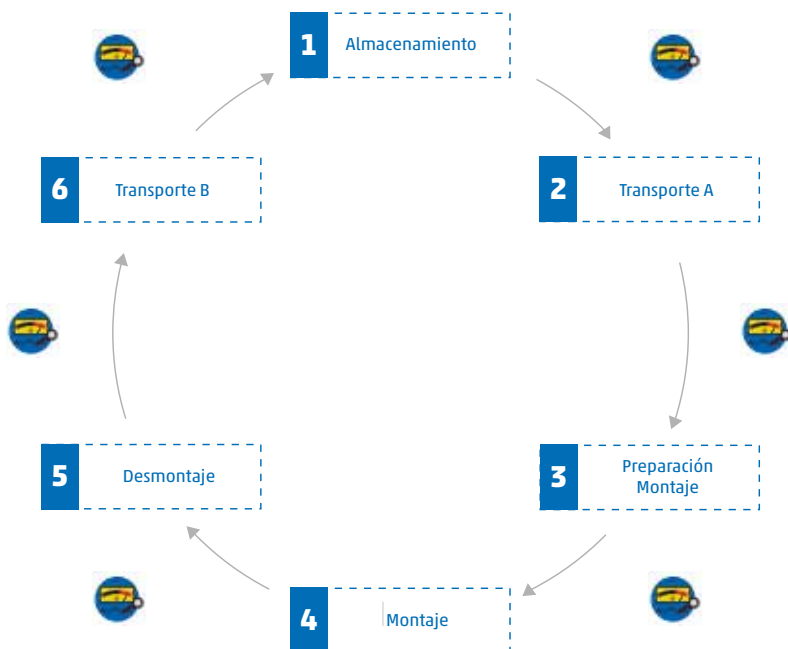 1
Almacenamiento
2
Transporte A
3
Preparación
Montaje
4
Montaje
5
Desmontaje
6
Transporte B